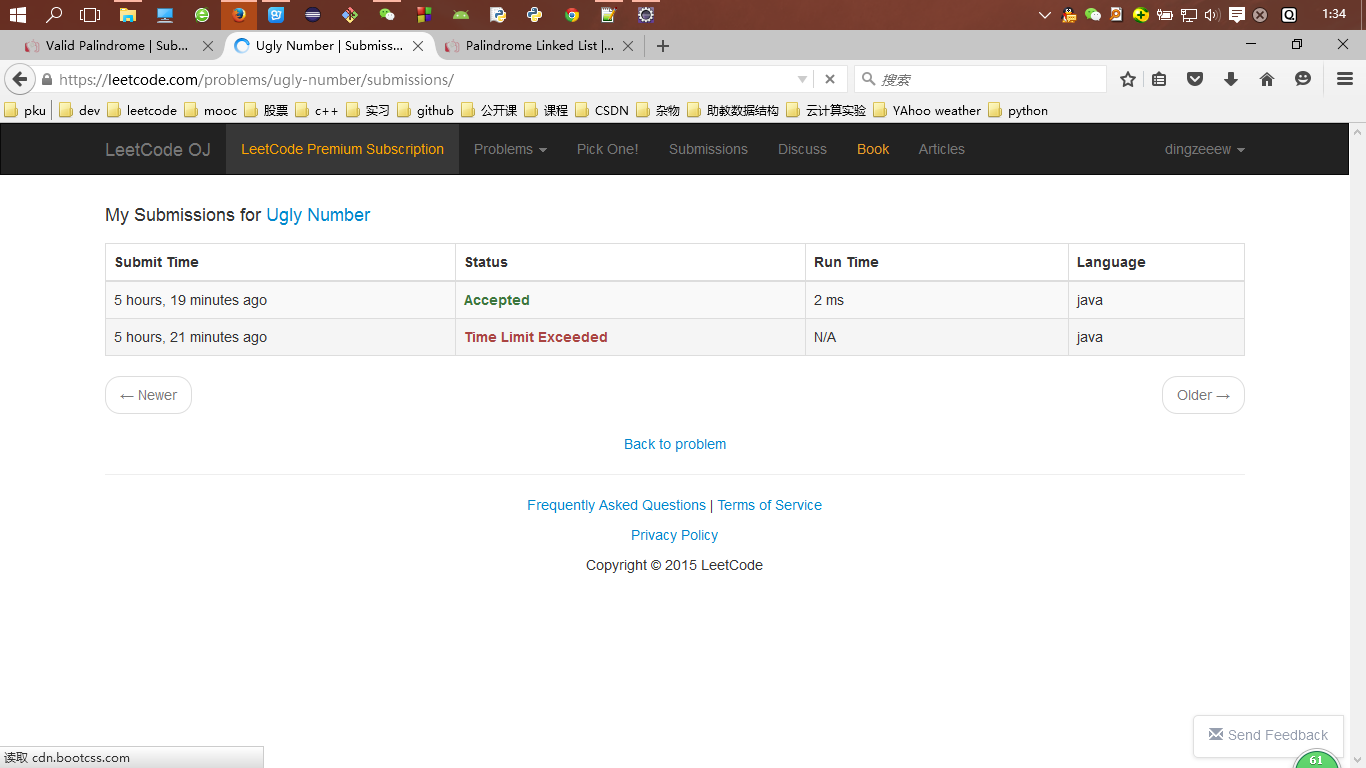 1:34
Valid Palindrome | Sub...
Ugly Number | Submiss...
Palindrome Linked List |...
https://leetcode.com/problems/ugly-number/submissions/
搜索
pku
dev
leetcode
mooc
股票
c++
实习
github
公开课
课程
CSDN
杂物
助教数据结构
云计算实验
YAhoo weather
python
LeetCode OJ
LeetCode Premium Subscription
Problems
Pick One!
Submissions
Discuss
Book
Articles
dingzeeew
My Submissions for Ugly Number
Submit Time Status Run Time Language
5 hours, 19 minutes ago Accepted 2 ms java
5 hours, 21 minutes ago Time Limit Exceeded N/A java
← Newer
Older →
Back to problem
Frequently Asked Questions | Terms of Service
Privacy Policy
Copyright © 2015 LeetCode
Send Feedback
读取 cdn.bootcss.com
61